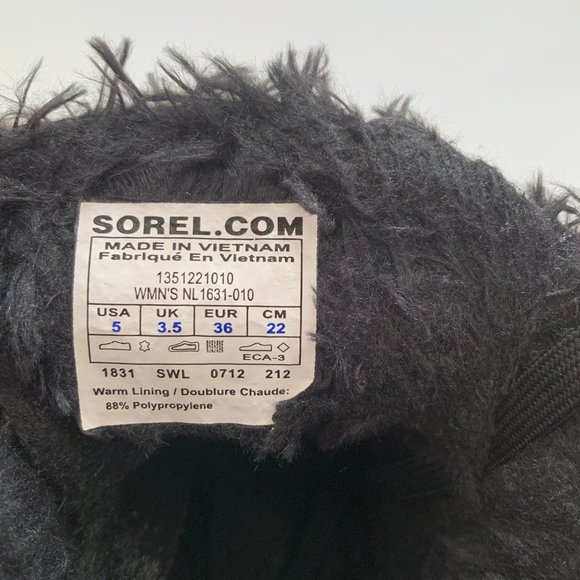 SOREL.COM
MADE IN VIETNAM
Fabriqué En Vietnam
1351221010
WMN'S NL1631-010
USA UK EUR CM
5 3.5 36 22
ECA-3
1831 SWL 0712 212
Warm Lining / Doublure Chaude:
88% Polypropylene